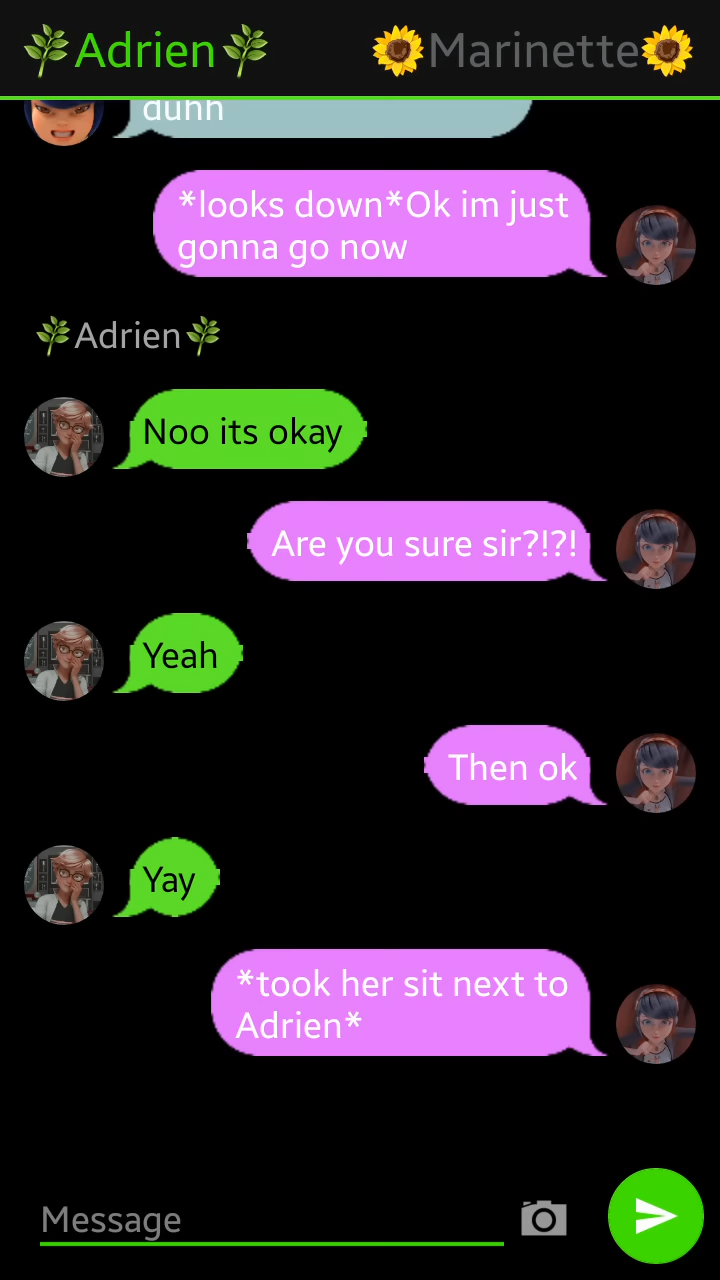 🌿Adrien🌿 🌻Marinette🌻
duhh
*looks down*Ok im just
gonna go now
🌿Adrien🌿
Noo its okay
Are you sure sir?!?!
Yeah
Then ok
Yay
*took her sit next to
Adrien*
Message